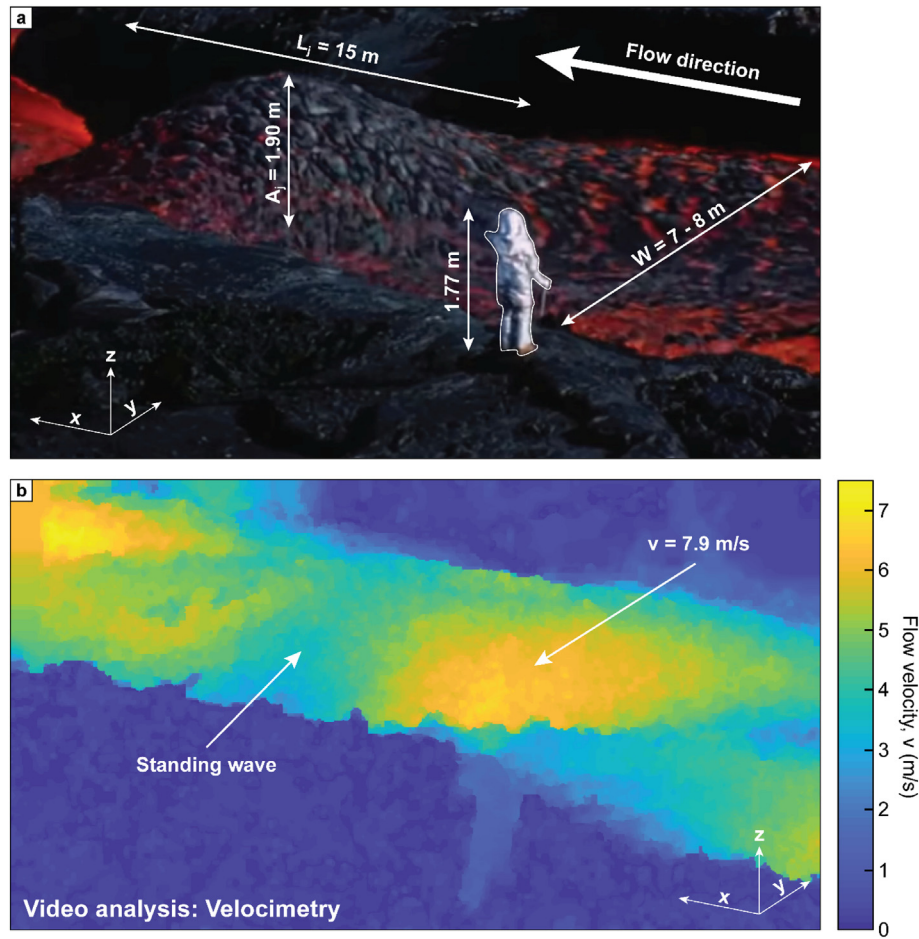 a
Lj = 15 m
Flow direction
Aj = 1.90 m
1.77 m
W = 7 - 8 m
z
x
y
b
v = 7.9 m/s
Standing wave
Video analysis: Velocimetry
z
x
y
7
6
5
4
3
2
1
0
Flow velocity, v (m/s)